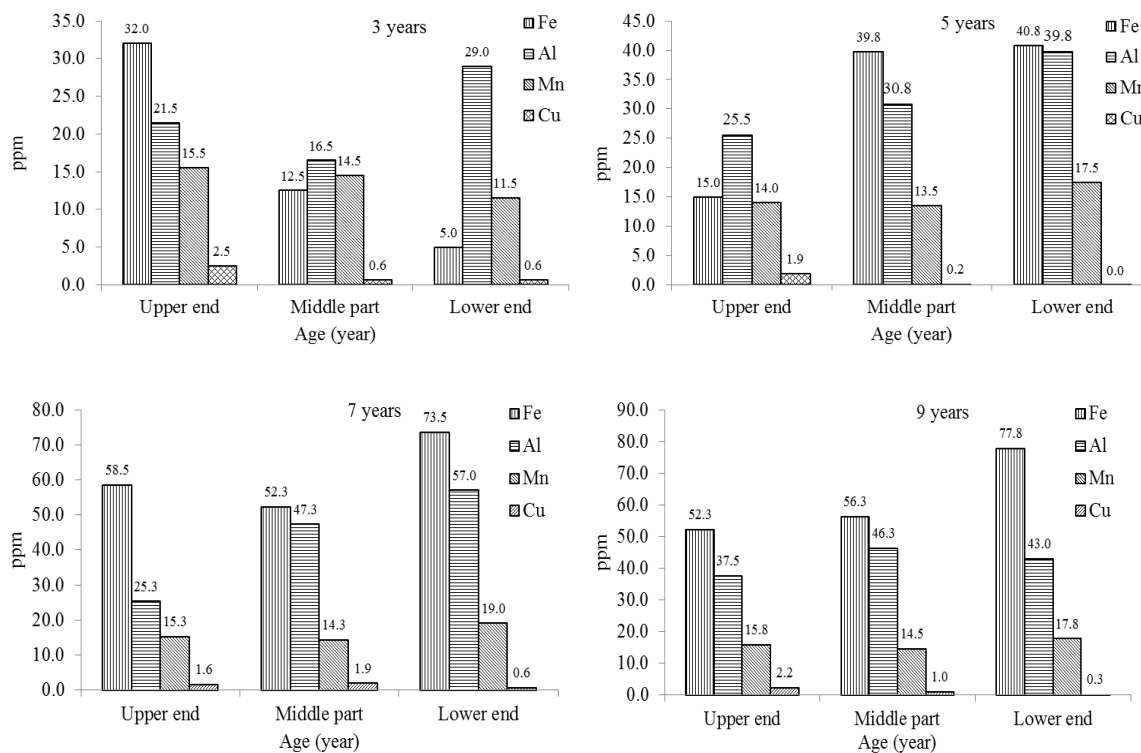 3 years
35.0
30.0
25.0
20.0
15.0
10.0
5.0
0.0
ppm
32.0
21.5
15.5
2.5
12.5
16.5
14.5
0.6
5.0
29.0
11.5
0.6
Fe
Al
Mn
Cu
Upper end Middle part Lower end
Age (year)
5 years
45.0
40.0
35.0
30.0
25.0
20.0
15.0
10.0
5.0
0.0
ppm
15.0
25.5
14.0
1.9
39.8
30.8
13.5
0.2
40.8
39.8
17.5
0.0
Fe
Al
Mn
Cu
Upper end Middle part Lower end
Age (year)
7 years
80.0
70.0
60.0
50.0
40.0
30.0
20.0
10.0
0.0
ppm
58.5
25.3
15.3
1.6
52.3
47.3
14.3
1.9
73.5
57.0
19.0
0.6
Fe
Al
Mn
Cu
Upper end Middle part Lower end
Age (year)
9 years
90.0
80.0
70.0
60.0
50.0
40.0
30.0
20.0
10.0
0.0
ppm
52.3
37.5
15.8
2.2
56.3
46.3
14.5
1.0
77.8
43.0
17.8
0.3
Fe
Al
Mn
Cu
Upper end Middle part Lower end
Age (year)